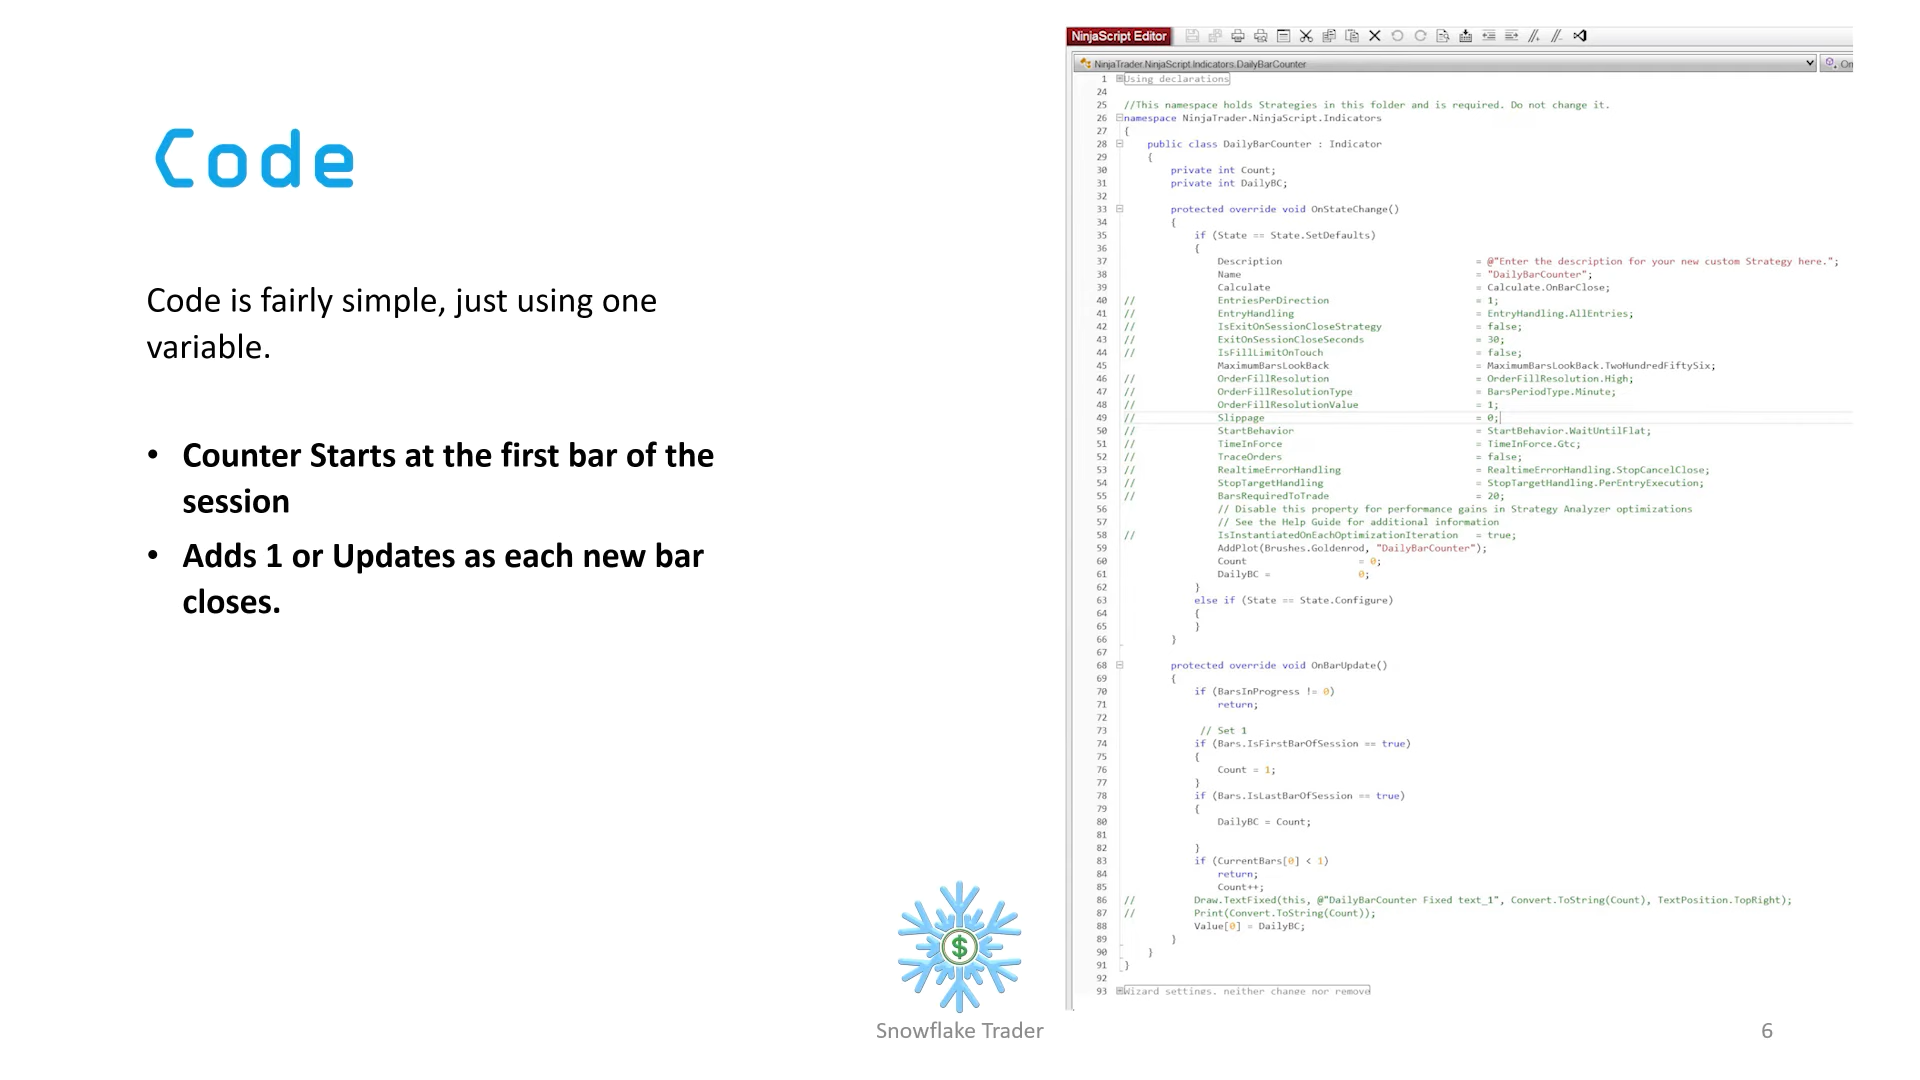 Code
Code is fairly simple, just using one
variable.
• Counter Starts at the first bar of the
session
• Adds 1 or Updates as each new bar
closes.
$
Snowflake Trader
6
NinjaScript Editor
NinjaTrader.NinjaScript.Indicators.DailyBarCounter
On
1 Using declarations
24
25 //This namespace holds Strategies in this folder and is required. Do not change it.
26 namespace NinjaTrader.NinjaScript.Indicators
27 {
28 public class DailyBarCounter : Indicator
29 {
30 private int Count;
31 private int DailyBC;
32
33 protected override void OnStateChange()
34 {
35 if (State == State.SetDefaults)
36 {
37 Description = @"Enter the description for your new custom Strategy here.";
38 Name = "DailyBarCounter";
39 Calculate = Calculate.OnBarClose;
40 // EntriesPerDirection = 1;
41 // EntryHandling = EntryHandling.AllEntries;
42 // IsExitOnSessionCloseStrategy = false;
43 // ExitOnSessionCloseSeconds = 30;
44 // IsFillLimitOnTouch = false;
45 MaximumBarsLookBack = MaximumBarsLookBack.TwoHundredFiftySix;
46 // OrderFillResolution = OrderFillResolution.High;
47 // OrderFillResolutionType = BarsPeriodType.Minute;
48 // OrderFillResolutionValue = 1;
49 // Slippage = 0;
50 // StartBehavior = StartBehavior.WaitUntilFlat;
51 // TimeInForce = TimeInForce.Gtc;
52 // TraceOrders = false;
53 // RealtimeErrorHandling = RealtimeErrorHandling.StopCancelClose;
54 // StopTargetHandling = StopTargetHandling.PerEntryExecution;
55 // BarsRequiredToTrade = 20;
56 // Disable this property for performance gains in Strategy Analyzer optimizations
57 // See the Help Guide for additional information
58 // IsInstantiatedOnEachOptimizationIteration = true;
59 AddPlot(Brushes.Goldenrod, "DailyBarCounter");
60 Count = 0;
61 DailyBC = 0;
62 }
63 else if (State == State.Configure)
64 {
65 }
66 }
67
68 protected override void OnBarUpdate()
69 {
70 if (BarsInProgress != 0)
71 return;
72
73 // Set 1
74 if (Bars.IsFirstBarOfSession == true)
75 {
76 Count = 1;
77 }
78 if (Bars.IsLastBarOfSession == true)
79 {
80 DailyBC = Count;
81
82 }
83 if (CurrentBars[0] < 1)
84 return;
85 Count++;
86 // Draw.TextFixed(this, @"DailyBarCounter Fixed text_1", Convert.ToString(Count), TextPosition.TopRight);
87 // Print(Convert.ToString(Count));
88 Value[0] = DailyBC;
89 }
90 }
91 }
92
93 Wizard settings, neither change nor remove